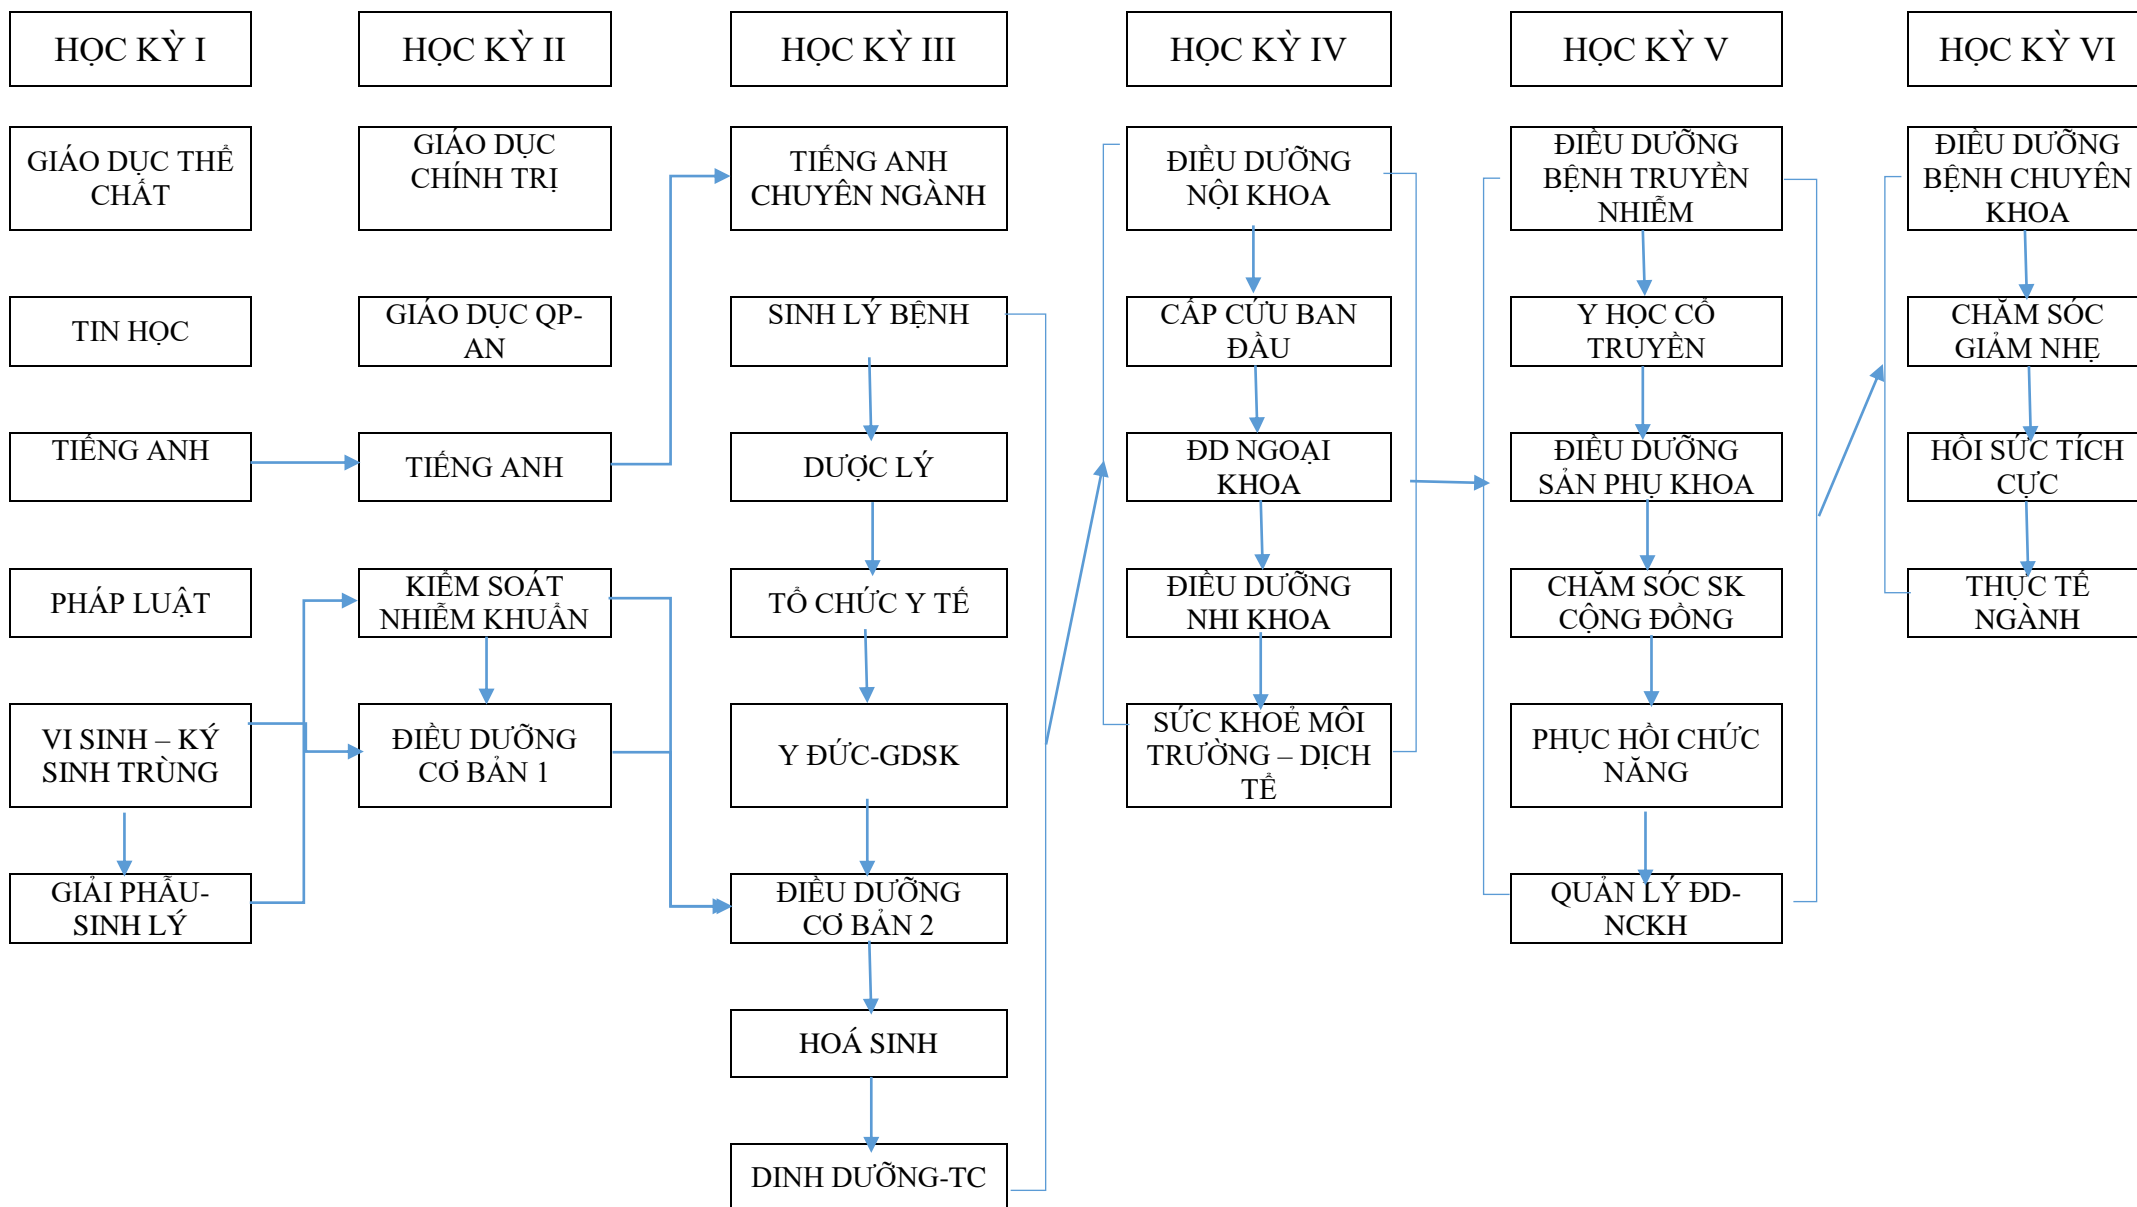 HỌC KỲ I
HỌC KỲ II
HỌC KỲ III
HỌC KỲ IV
HỌC KỲ V
HỌC KỲ VI
GIÁO DỤC THỂ
CHẤT
TIN HỌC
TIẾNG ANH
PHÁP LUẬT
VI SINH – KÝ
SINH TRÙNG
GIẢI PHẪU-
SINH LÝ
GIÁO DỤC
CHÍNH TRỊ
GIÁO DỤC QP-
AN
TIẾNG ANH
KIỂM SOÁT
NHIỄM KHUẨN
ĐIỀU DƯỠNG
CƠ BẢN 1
TIẾNG ANH
CHUYÊN NGÀNH
SINH LÝ BỆNH
DƯỢC LÝ
TỔ CHỨC Y TẾ
Y ĐỨC-GDSK
ĐIỀU DƯỠNG
CƠ BẢN 2
HOÁ SINH
DINH DƯỠNG-TC
ĐIỀU DƯỠNG
NỘI KHOA
CẤP CỨU BAN
ĐẦU
ĐD NGOẠI
KHOA
ĐIỀU DƯỠNG
NHI KHOA
SỨC KHOẺ MÔI
TRƯỜNG – DỊCH
TỄ
ĐIỀU DƯỠNG
BỆNH TRUYỀN
NHIỄM
Y HỌC CỔ
TRUYỀN
ĐIỀU DƯỠNG
SẢN PHỤ KHOA
CHĂM SÓC SK
CỘNG ĐỒNG
PHỤC HỒI CHỨC
NĂNG
QUẢN LÝ ĐD-
NCKH
ĐIỀU DƯỠNG
BỆNH CHUYÊN
KHOA
CHĂM SÓC
GIẢM NHẸ
HỒI SỨC TÍCH
CỰC
THỰC TẾ
NGÀNH